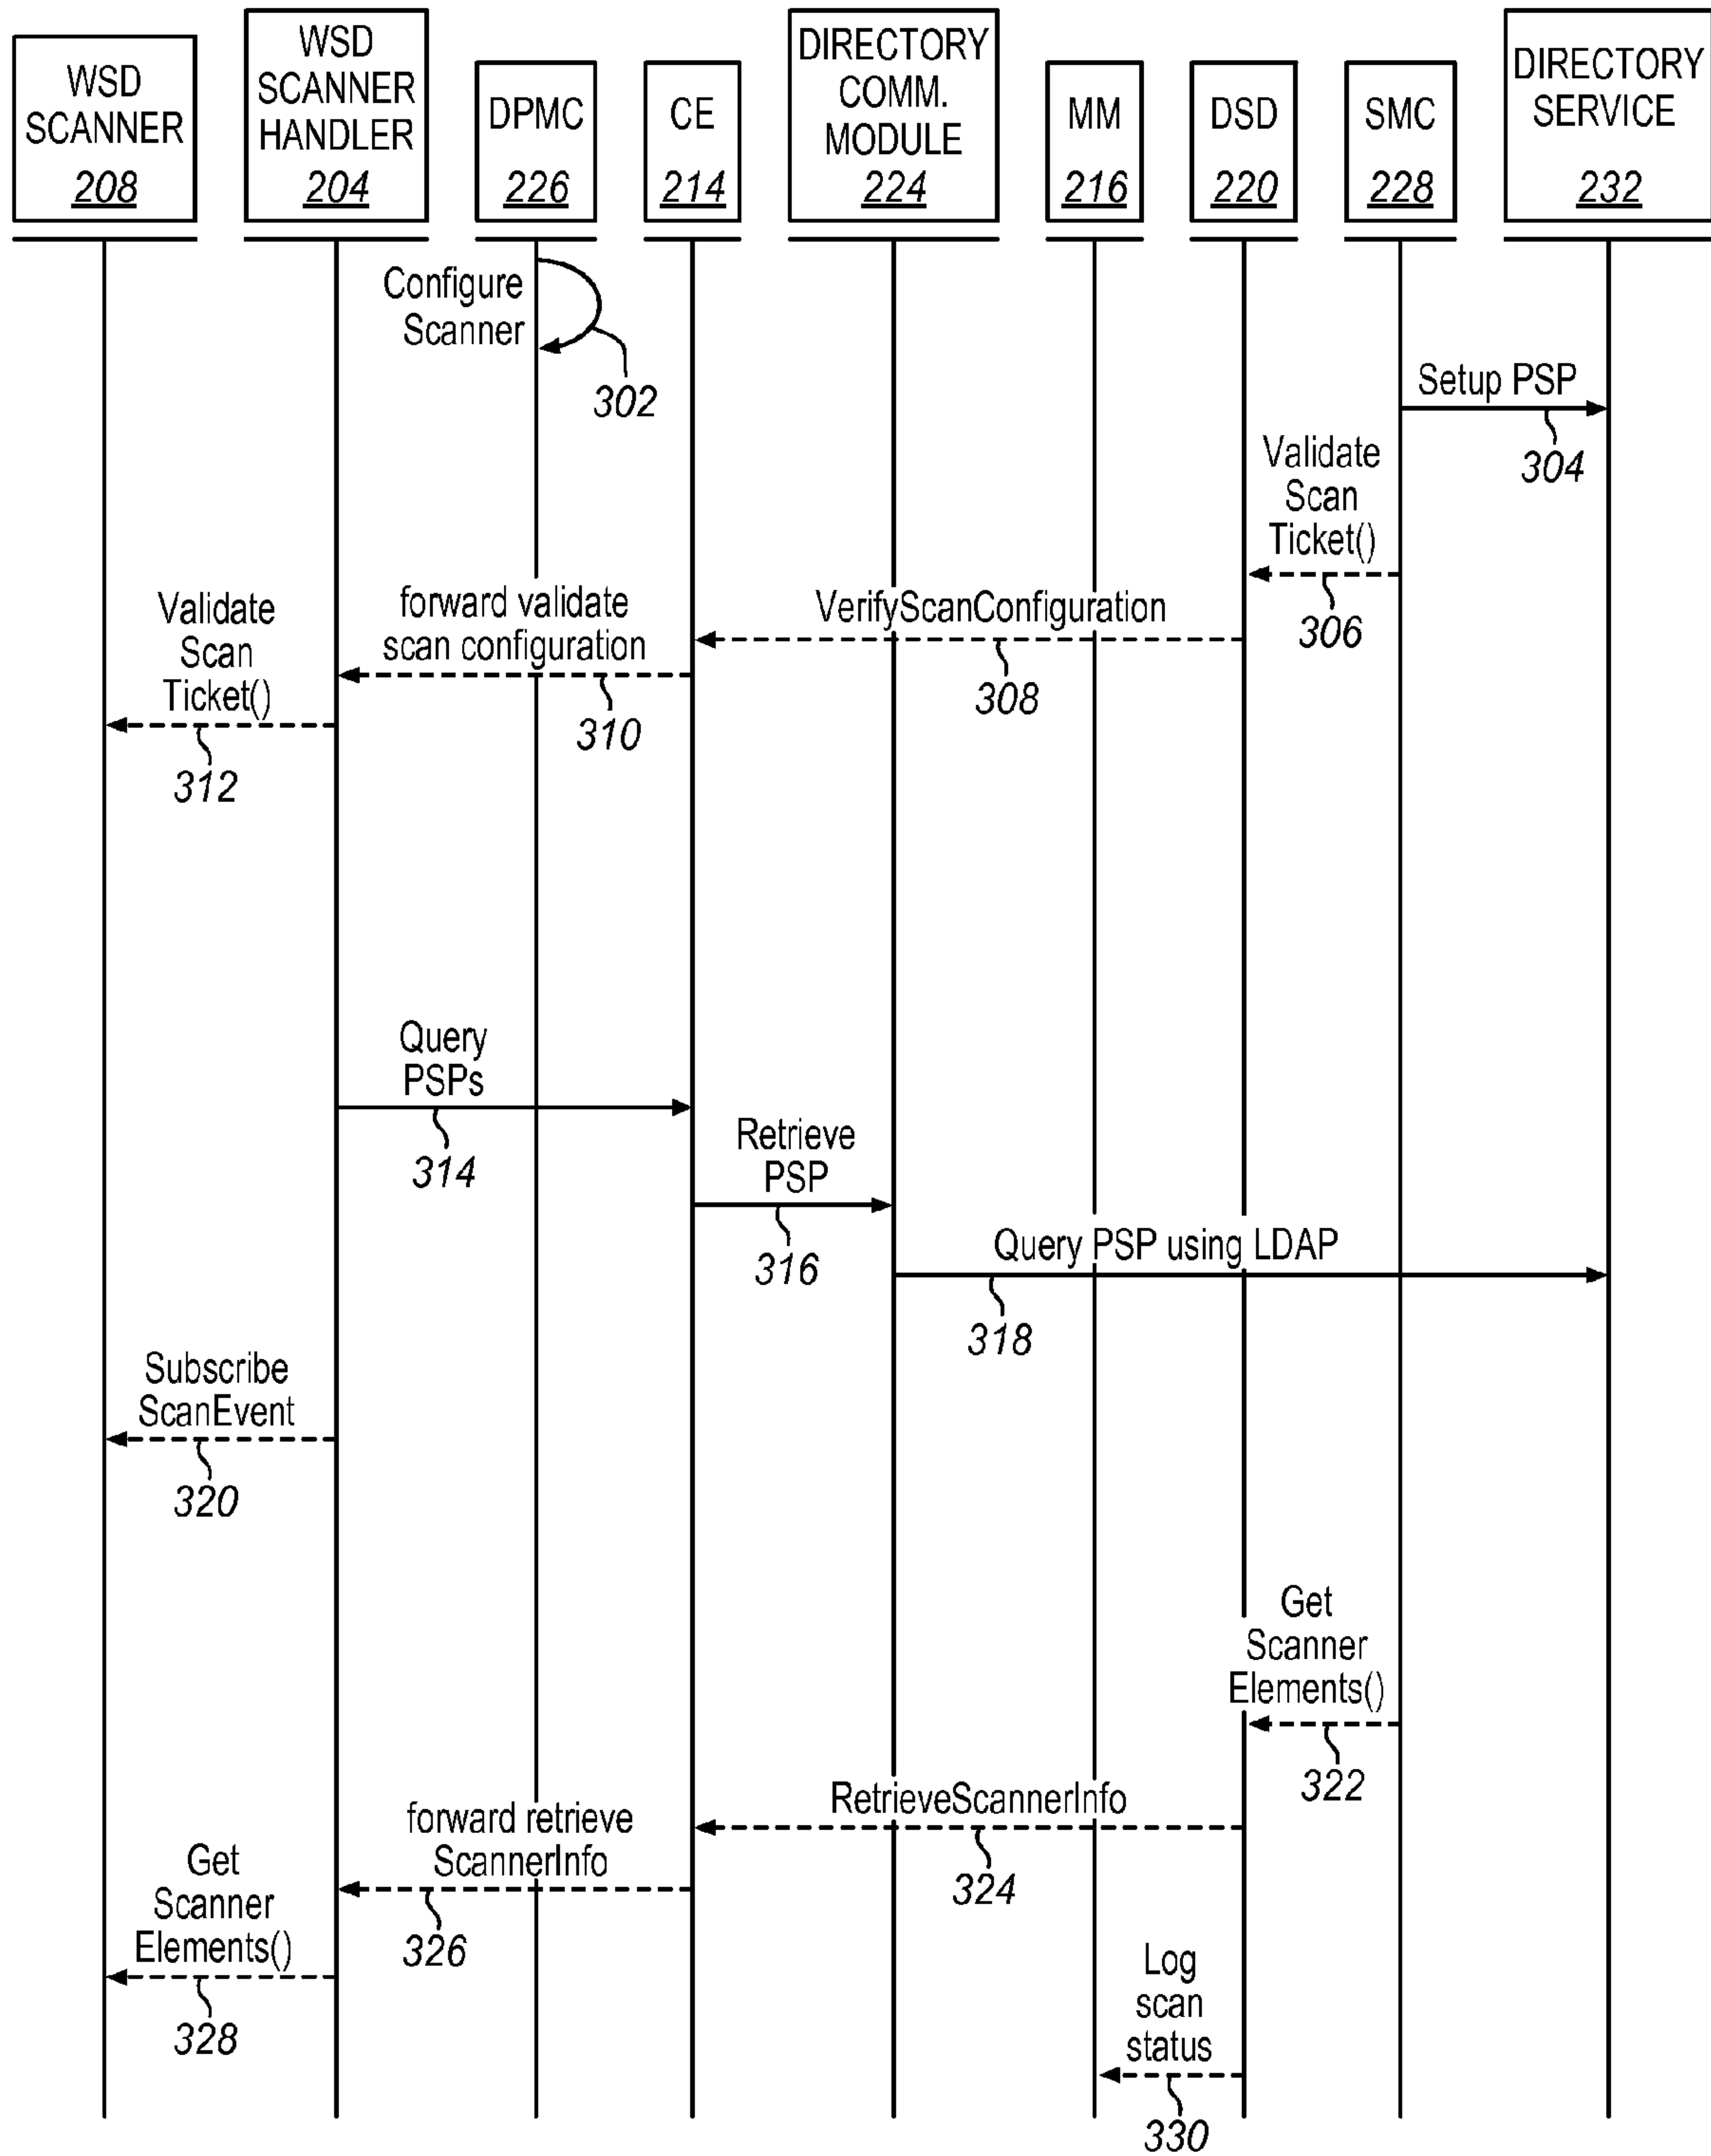 WSD
SCANNER
208
WSD
SCANNER
HANDLER
204
DPMC
226
CE
214
DIRECTORY
COMM.
MODULE
224
MM
216
DSD
220
SMC
228
DIRECTORY
SERVICE
232
Configure
Scanner
302
Setup PSP
304
Validate
Scan
Ticket()
306
VerifyScanConfiguration
308
forward validate
scan configuration
310
Validate
Scan
Ticket()
312
Query
PSPs
314
Retrieve
PSP
316
Query PSP using LDAP
318
Subscribe
ScanEvent
320
Get
Scanner
Elements()
322
RetrieveScannerInfo
324
forward retrieve
ScannerInfo
326
Get
Scanner
Elements()
328
Log
scan
status
330